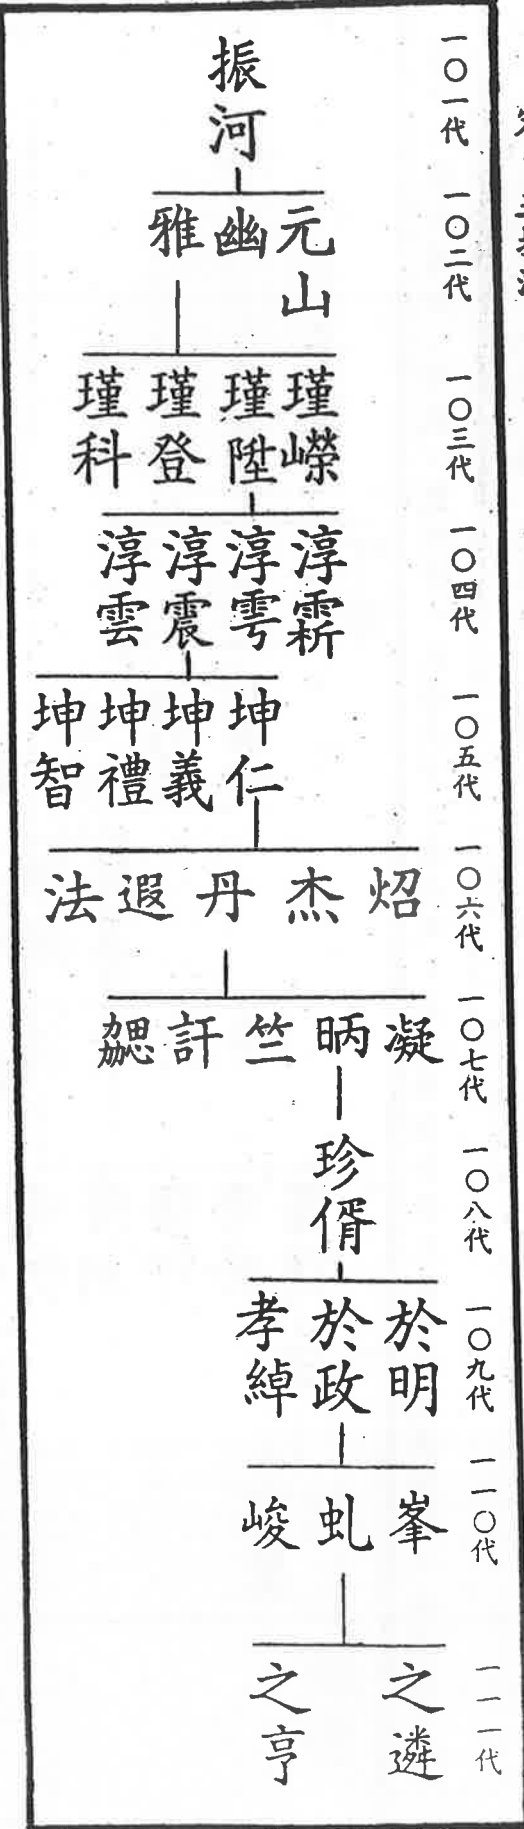 一〇一代
振河
一〇二代
元山 幽 雅
一〇三代
瑾嶸 瑾陞 瑾登 瑾科
一〇四代
淳霦 淳雩 淳震 淳雲
一〇五代
坤仁 坤義 坤禮 坤智
一〇六代
炤 杰 丹 遐 法
一〇七代
凝 昞 竺 訐 勰
一〇八代
珍偦
一〇九代
於明 於政 孝綽
一一〇代
峯 虬 峻
一一一代
之遴 之亨